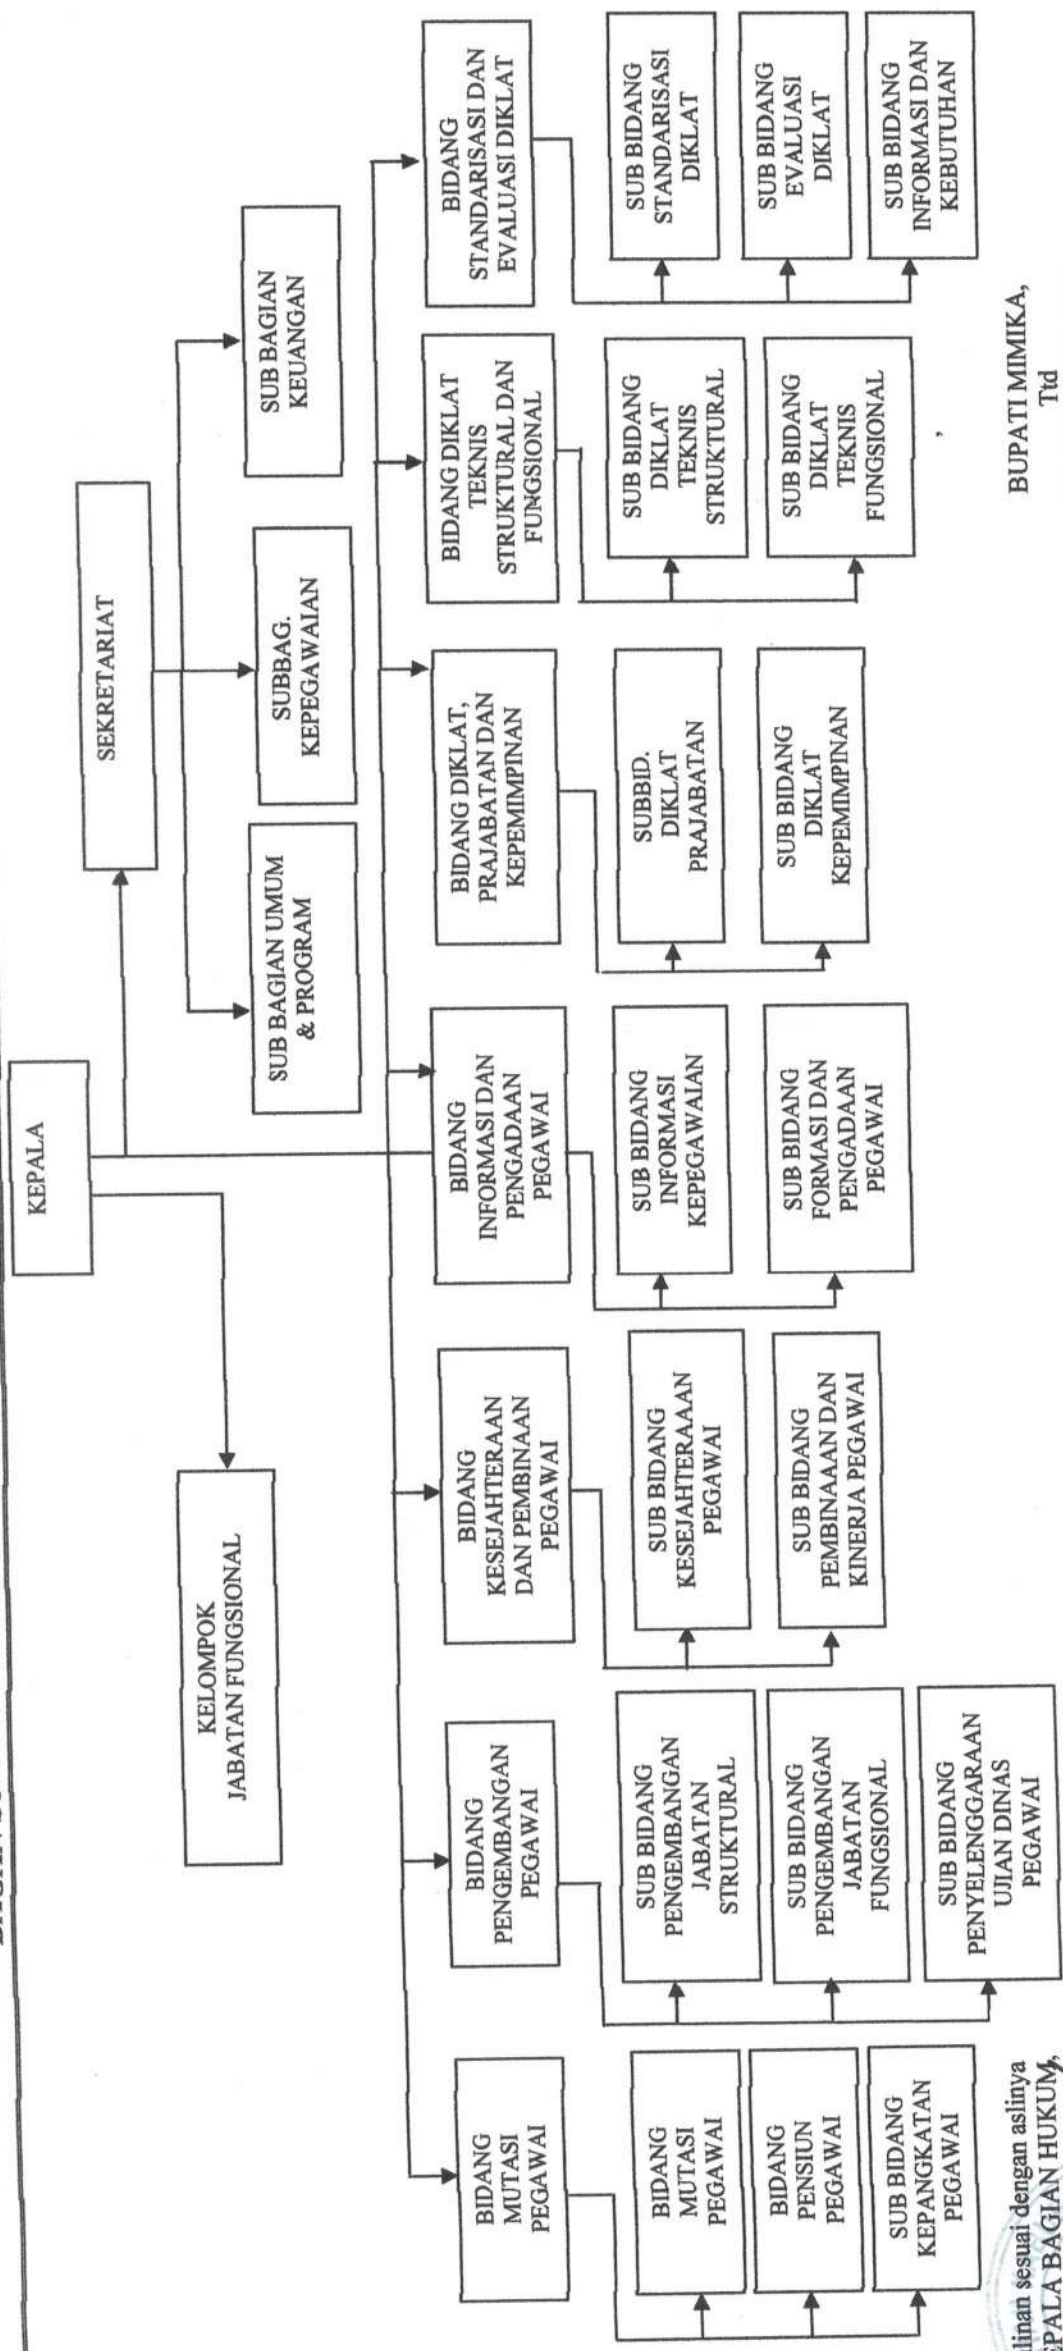 KEPALA
SEKRETARIAT
KELOMPOK
JABATAN FUNGSIONAL
SUB BAGIAN UMUM
& PROGRAM
SUBBAG.
KEPEGAWAIAN
SUB BAGIAN
KEUANGAN
BIDANG
MUTASI
PEGAWAI
BIDANG
PENGEMBANGAN
PEGAWAI
BIDANG
KESEJAHTERAAN
DAN PEMBINAAN
PEGAWAI
BIDANG
INFORMASI DAN
PENGADAAN
PEGAWAI
BIDANG DIKLAT,
PRAJABATAN DAN
KEPEMIMPINAN
BIDANG DIKLAT
TEKNIS
STRUKTURAL DAN
FUNGSIONAL
BIDANG
STANDARISASI DAN
EVALUASI DIKLAT
BIDANG
MUTASI
PEGAWAI
BIDANG
PENSIUN
PEGAWAI
SUB BIDANG
KEPANGKATAN
PEGAWAI
SUB BIDANG
PENGEMBANGAN
JABATAN
STRUKTURAL
SUB BIDANG
PENGEMBANGAN
JABATAN
FUNGSIONAL
SUB BIDANG
PENYELENGGARAAN
UJIAN DINAS
PEGAWAI
SUB BIDANG
KESEJAHTERAAAN
PEGAWAI
SUB BIDANG
PEMBINAAAN DAN
KINERJA PEGAWAI
SUB BIDANG
INFORMASI
KEPEGAWAIAN
SUB BIDANG
FORMASI DAN
PENGADAAN
PEGAWAI
SUBBID.
DIKLAT
PRAJABATAN
SUB BIDANG
DIKLAT
KEPEMIMPINAN
SUB BIDANG
DIKLAT
TEKNIS
STRUKTURAL
SUB BIDANG
DIKLAT
TEKNIS
FUNGSIONAL
SUB BIDANG
STANDARISASI
DIKLAT
SUB BIDANG
EVALUASI
DIKLAT
SUB BIDANG
INFORMASI DAN
KEBUTUHAN
sesuai dengan aslinya
BAGIAN HUKUM,
BUPATI MIMIKA,
Ttd